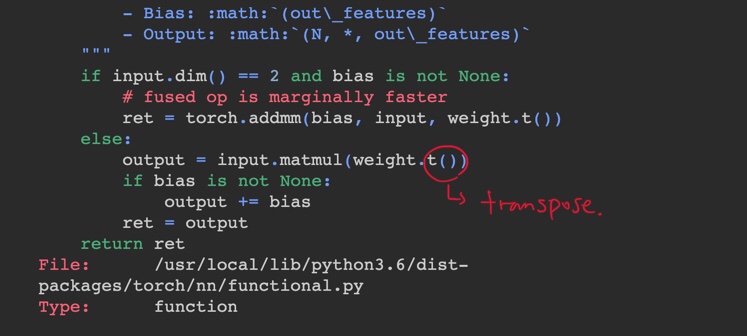 - Bias: :math:`(out\_features)`
- Output: :math:`(N, *, out\_features)`
"""
if input.dim() == 2 and bias is not None:
# fused op is marginally faster
ret = torch.addmm(bias, input, weight.t())
else:
output = input.matmul(weight.t())
↳ transpose.
if bias is not None:
output += bias
ret = output
return ret
File: /usr/local/lib/python3.6/dist-
packages/torch/nn/functional.py
Type: function